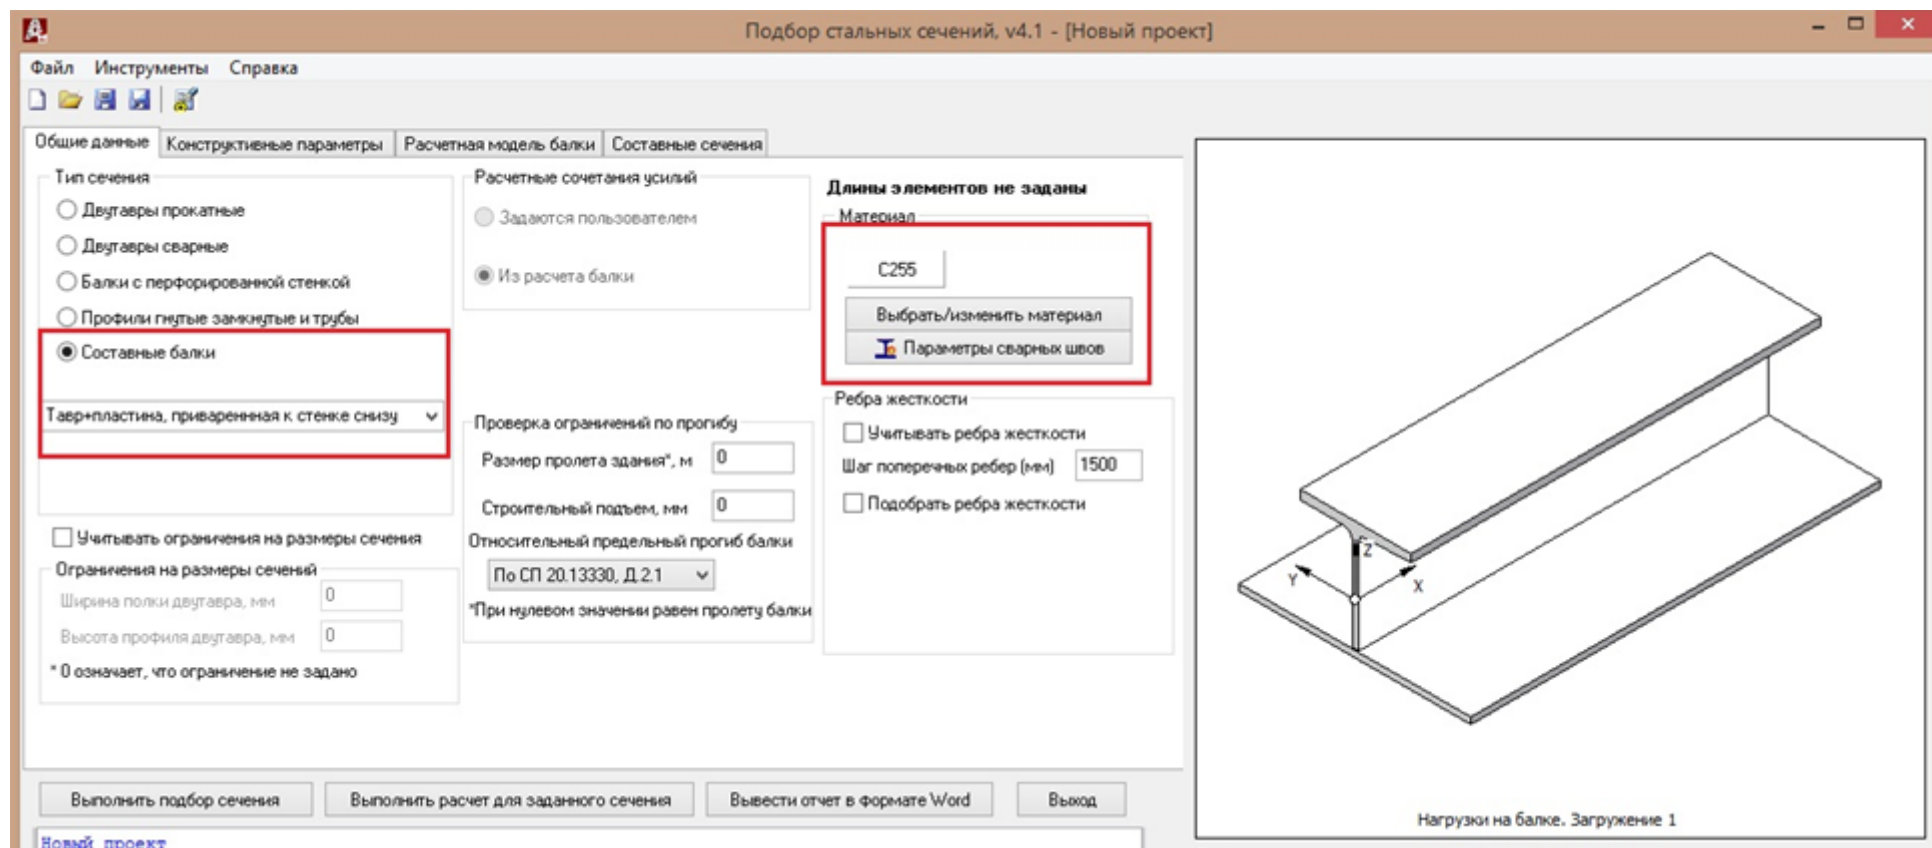 Подбор стальных сечений, v4.1 - [Новый проект]
Файл Инструменты Справка
Общие данные Конструктивные параметры Расчетная модель балки Составные сечения
Тип сечения
Двутавры прокатные
Двутавры сварные
Балки с перфорированной стенкой
Профили гнутые замкнутые и трубы
Составные балки
Тавр+пластина, привареннная к стенке снизу
Учитывать ограничения на размеры сечения
Ограничения на размеры сечений
Ширина полки двутавра, мм 0
Высота профиля двутавра, мм 0
* 0 означает, что ограничение не задано
Расчетные сочетания усилий
Задаются пользователем
Из расчета балки
Проверка ограничений по прогибу
Размер пролета здания*, м 0
Строительный подъем, мм 0
Относительный предельный прогиб балки
По СП 20.13330, Д.2.1
*При нулевом значении равен пролету балки
Длины элементов не заданы
Материал
С255
Выбрать/изменить материал
Параметры сварных швов
Ребра жесткости
Учитывать ребра жесткости
Шаг поперечных ребер (мм) 1500
Подобрать ребра жесткости
Z
Y
X
Нагрузки на балке. Загружение 1
Выполнить подбор сечения Выполнить расчет для заданного сечения Вывести отчет в формате Word Выход
Новый проект